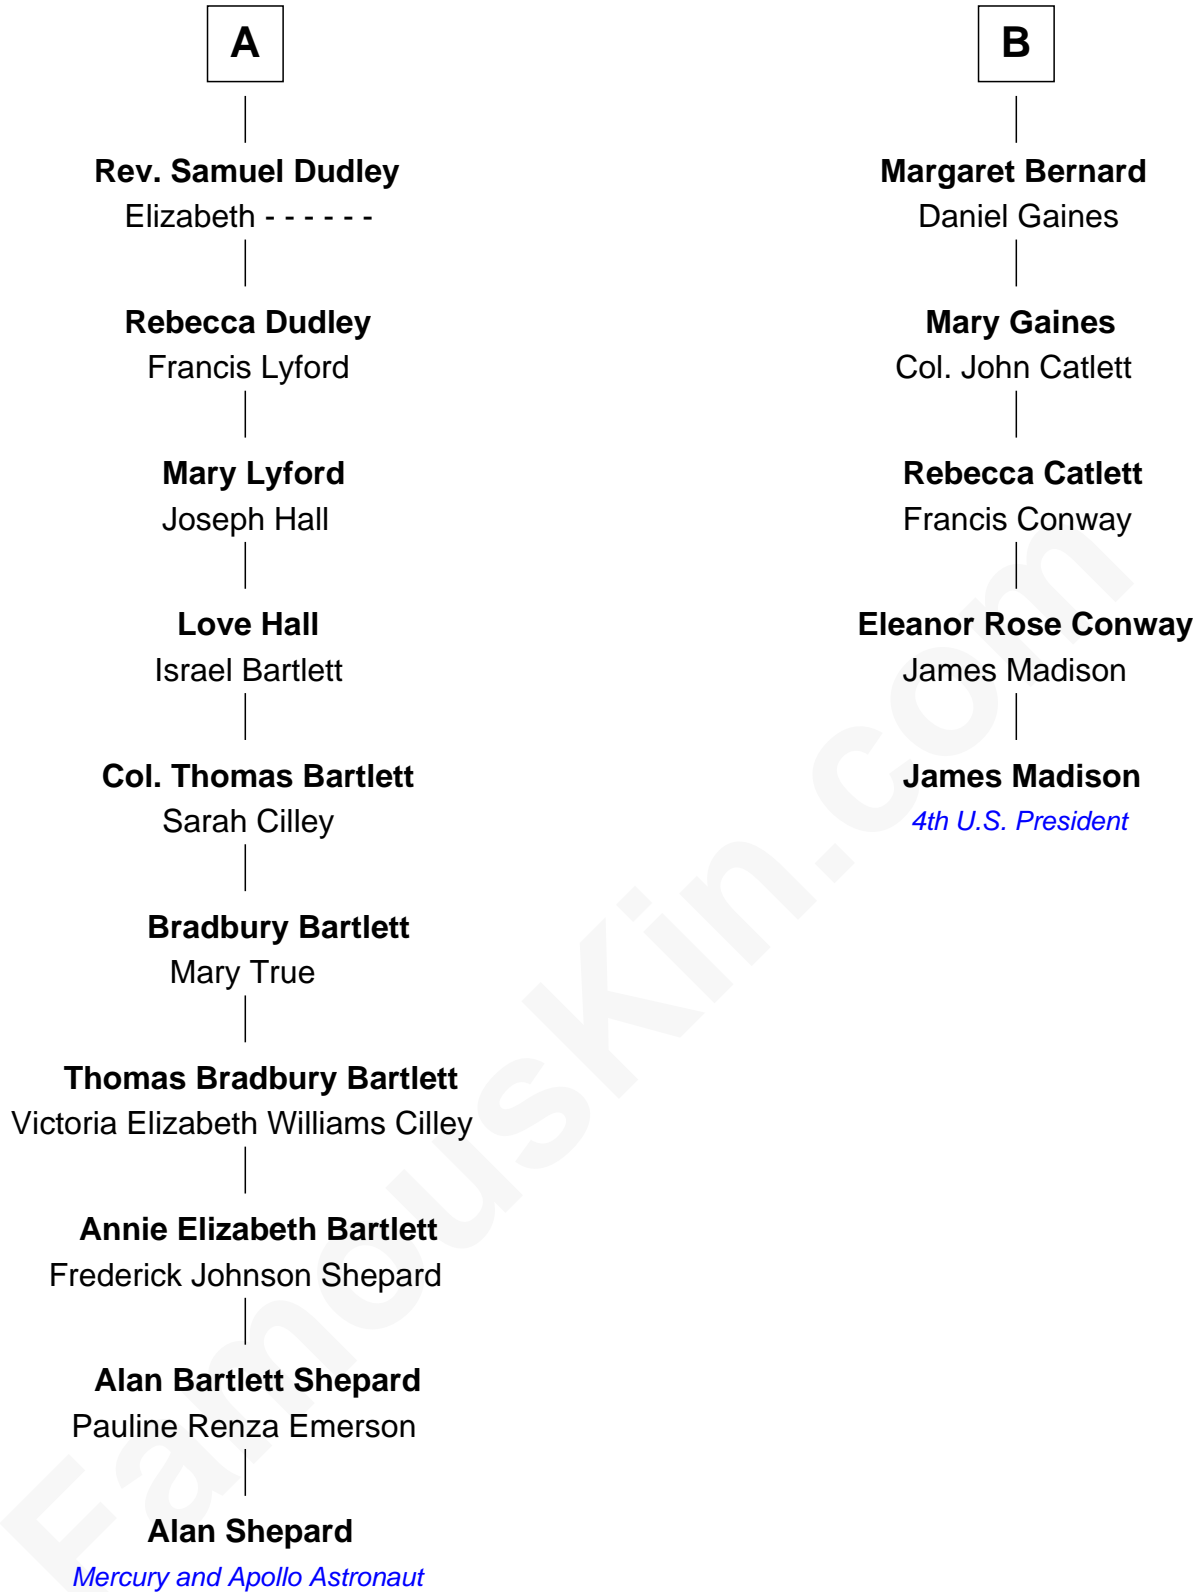 A
Rev. Samuel Dudley
Elizabeth - - - - - -
Rebecca Dudley
Francis Lyford
Mary Lyford
Joseph Hall
Love Hall
Israel Bartlett
Col. Thomas Bartlett
Sarah Cilley
Bradbury Bartlett
Mary True
Thomas Bradbury Bartlett
Victoria Elizabeth Williams Cilley
Annie Elizabeth Bartlett
Frederick Johnson Shepard
Alan Bartlett Shepard
Pauline Renza Emerson
Alan Shepard
Mercury and Apollo Astronaut
B
Margaret Bernard
Daniel Gaines
Mary Gaines
Col. John Catlett
Rebecca Catlett
Francis Conway
Eleanor Rose Conway
James Madison
James Madison
4th U.S. President
FamousKin.com